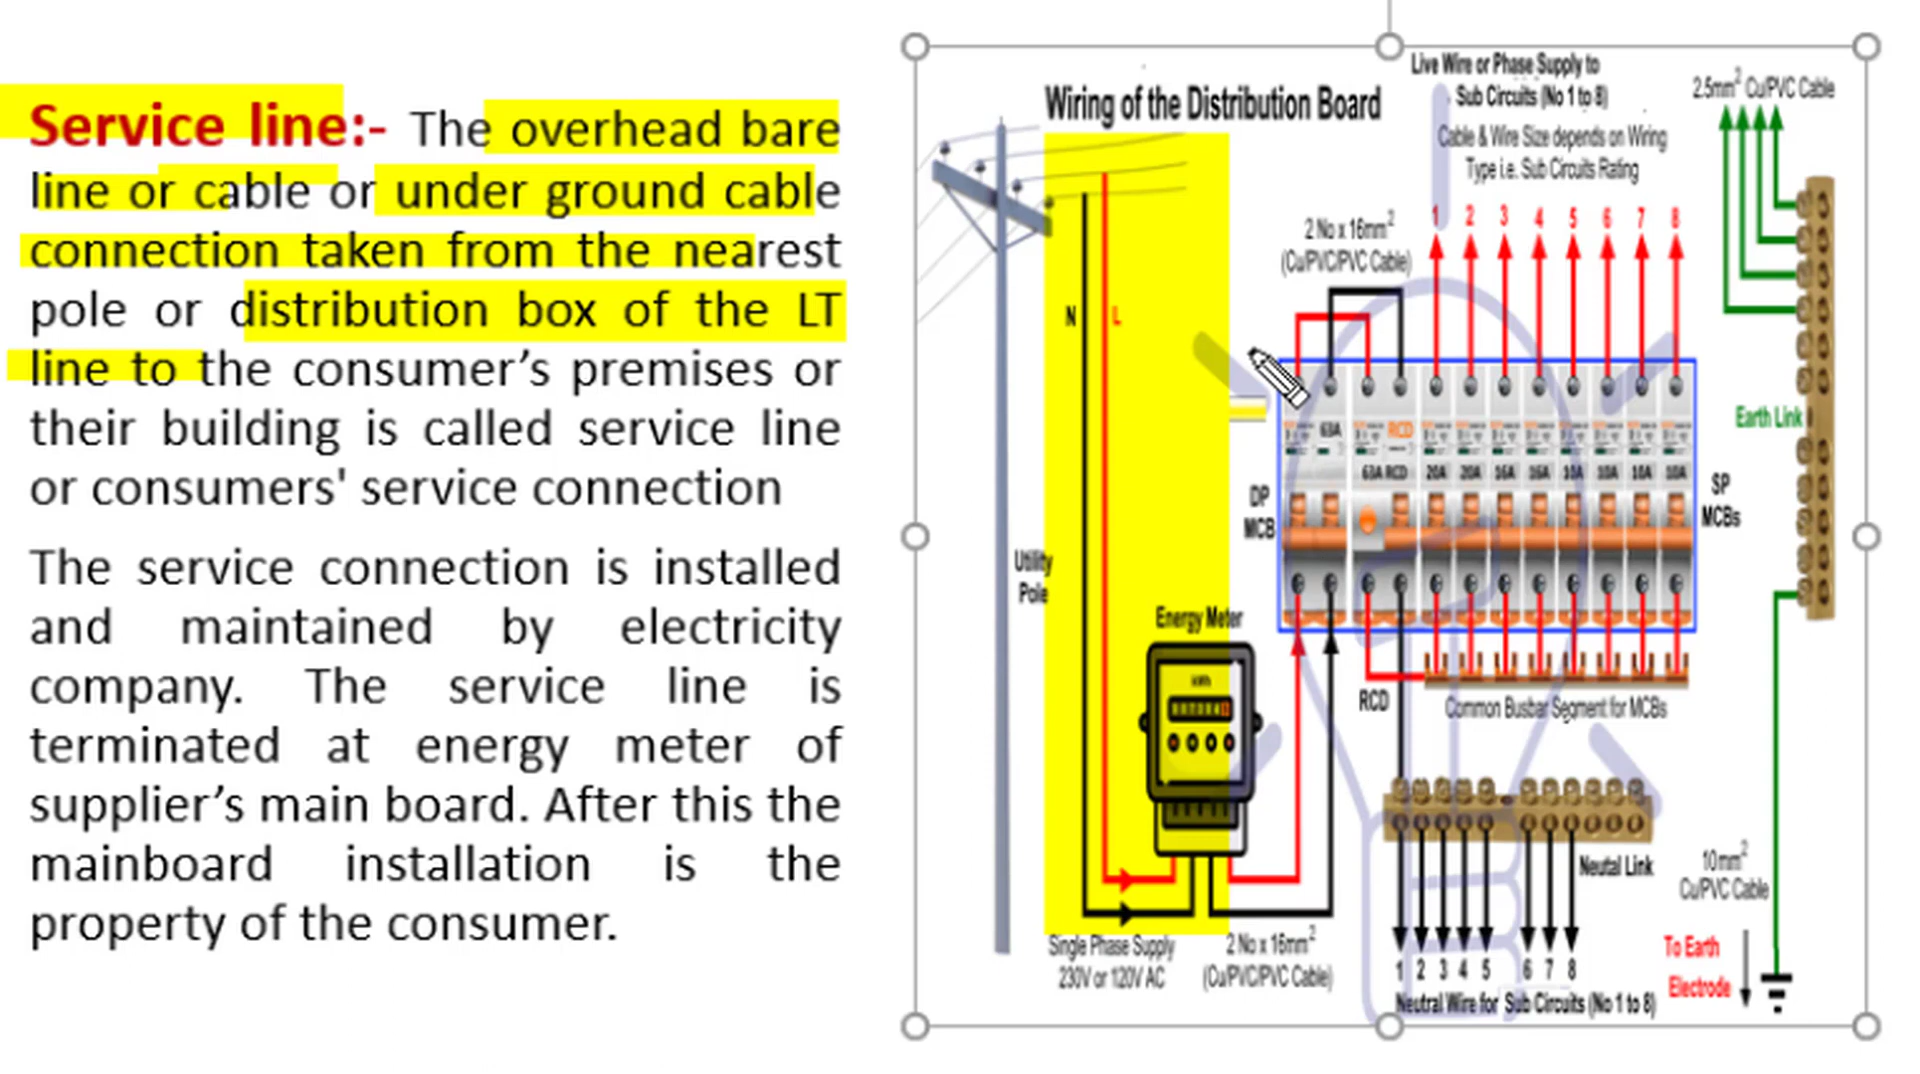 Service line:- The overhead bare
line or cable or under ground cable
connection taken from the nearest
pole or distribution box of the LT
line to the consumer’s premises or
their building is called service line
or consumers' service connection
The service connection is installed
and maintained by electricity
company. The service line is
terminated at energy meter of
supplier’s main board. After this the
mainboard installation is the
property of the consumer.
Wiring of the Distribution Board
Live Wire or Phase Supply to
Sub Circuits (No 1 to 8)
Cable & Wire Size depends on Wiring
Type i.e. Sub Circuits Rating
2.5mm² Cu/PVC Cable
2 No x 16mm²
(Cu/PVC/PVC Cable)
1 2 3 4 5 6 7 8
N L
Earth Link
63A RCD
63A RCD 20A 20A 16A 16A 10A 10A 10A 10A
DP
MCB
SP
MCBs
Utility
Pole
Energy Meter
kWh
RCD
Common Busbar Segment for MCBs
Neutal Link
10mm²
Cu/PVC Cable
Single Phase Supply
230V or 120V AC
2 No x 16mm²
(Cu/PVC/PVC Cable)
1 2 3 4 5 6 7 8
Neutral Wire for Sub Circuits (No 1 to 8)
To Earth
Electrode